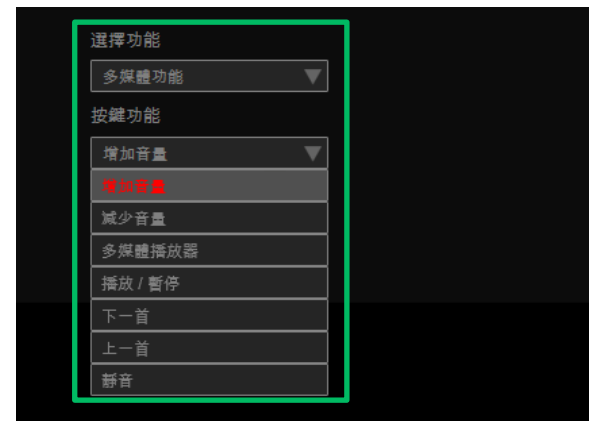 選擇功能
多媒體功能
按鍵功能
增加音量
增加音量
減少音量
多媒體播放器
播放 / 暫停
下一首
上一首
靜音